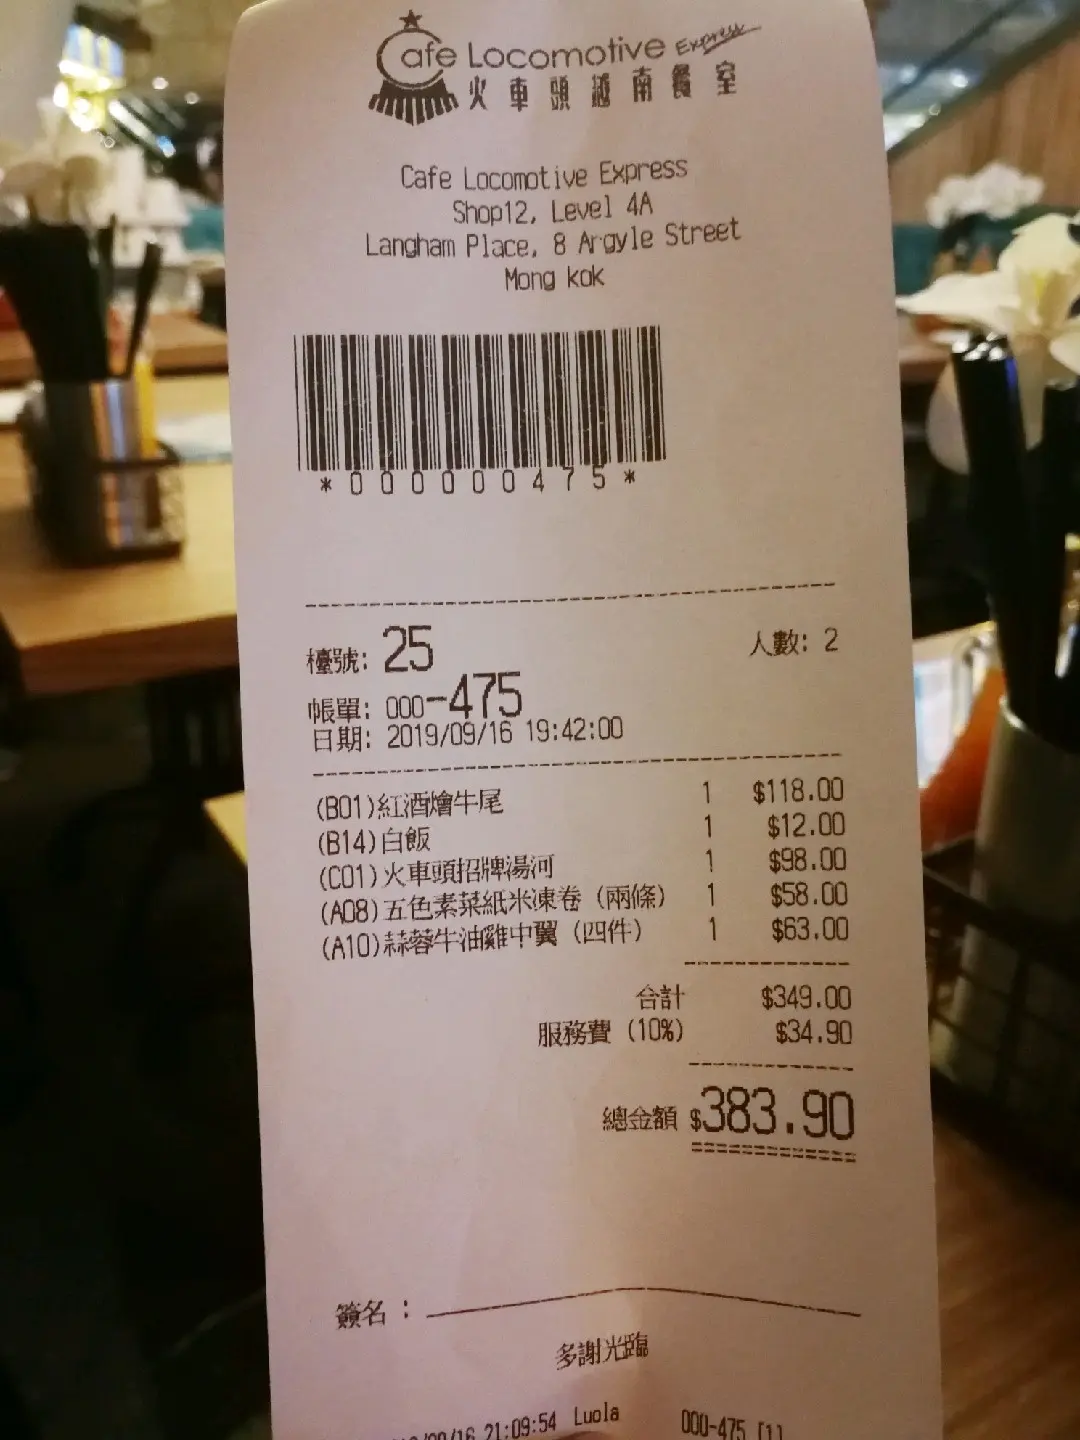 Cafe Locomotive Express
火車頭越南餐室
Cafe Locomotive Express
Shop12, Level 4A
Langham Place, 8 Argyle Street
Mong kok
*000000475*
檯號: 25 人數: 2
帳單: 000-475
日期: 2019/09/16 19:42:00
(B01)紅酒燴牛尾 1 $118.00
(B14)白飯 1 $12.00
(C01)火車頭招牌湯河 1 $98.00
(A08)五色素菜紙米凍卷 (兩條) 1 $58.00
(A10)蒜蓉牛油雞中翼 (四件) 1 $63.00
合計 $349.00
服務費 (10%) $34.90
總金額 $383.90
簽名 :
多謝光臨
/09/16 21:09:54 Luola 000-475 [1]